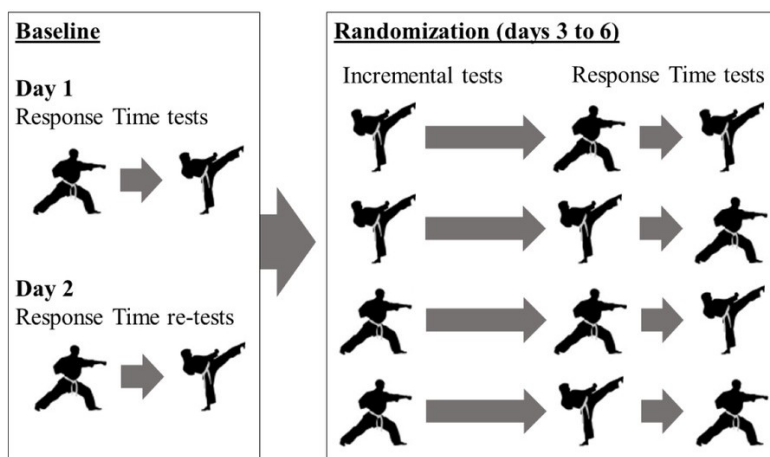 Baseline
Day 1
Response Time tests
Day 2
Response Time re-tests
Randomization (days 3 to 6)
Incremental tests
Response Time tests